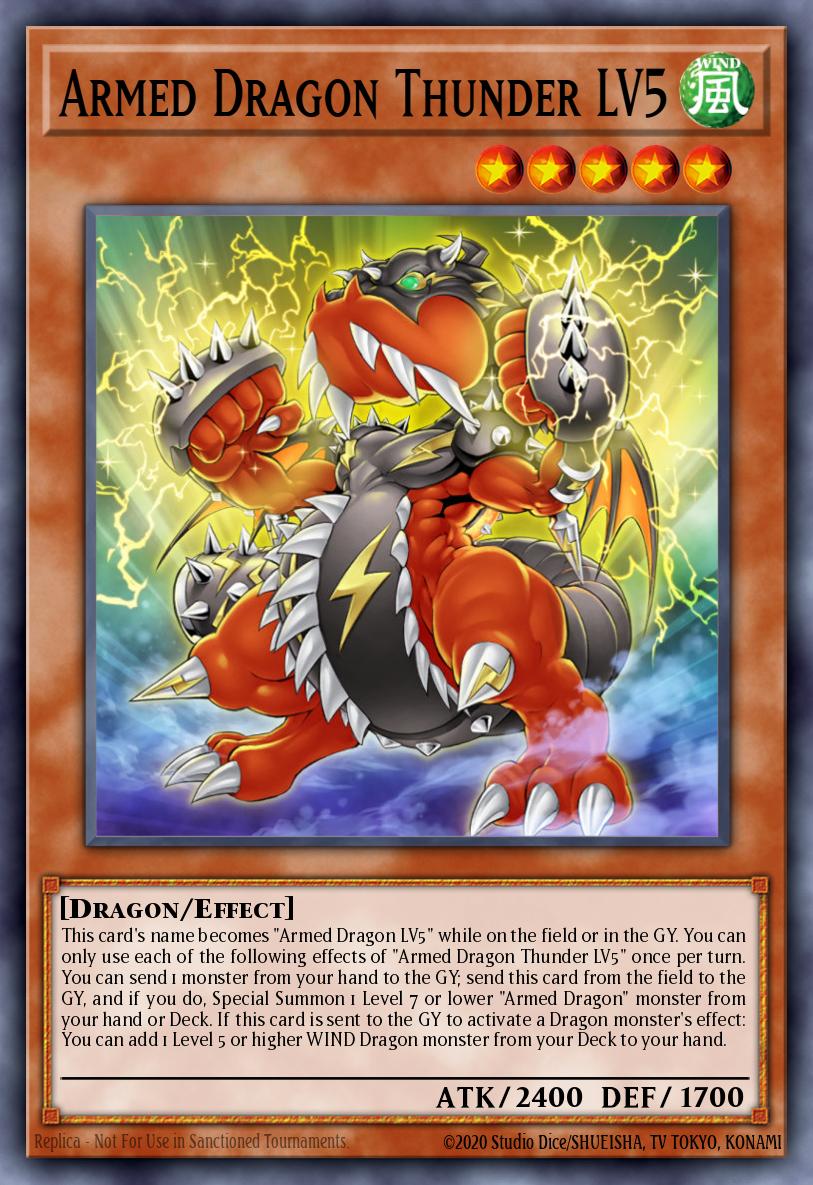 Armed Dragon Thunder LV5
WIND
風
[Dragon/Effect]
This card's name becomes "Armed Dragon LV5" while on the field or in the GY. You can
only use each of the following effects of "Armed Dragon Thunder LV5" once per turn.
You can send 1 monster from your hand to the GY; send this card from the field to the
GY, and if you do, Special Summon 1 Level 7 or lower "Armed Dragon" monster from
your hand or Deck. If this card is sent to the GY to activate a Dragon monster's effect:
You can add 1 Level 5 or higher WIND Dragon monster from your Deck to your hand.
ATK/2400 DEF/1700
Replica - Not For Use in Sanctioned Tournaments.
©2020 Studio Dice/SHUEISHA, TV TOKYO, KONAMI